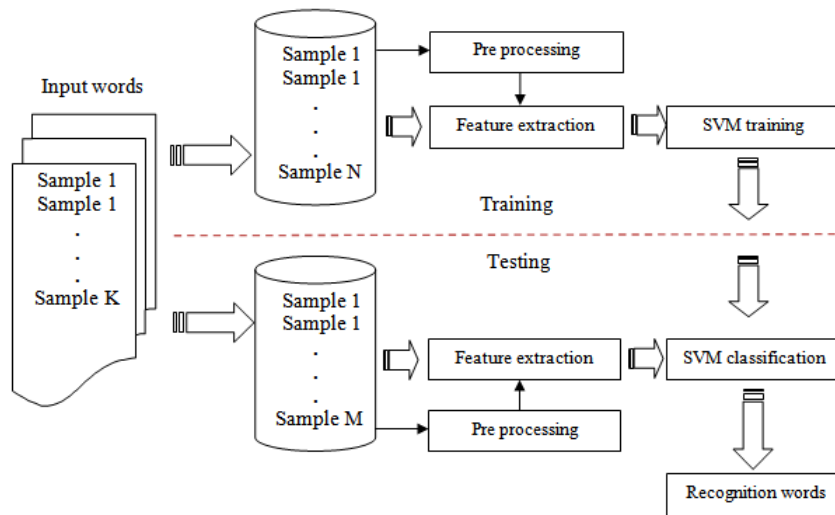 Input words
Sample 1
Sample 1
.
.
.
Sample K
Sample 1
Sample 1
.
.
.
Sample N
Pre processing
Feature extraction
SVM training
Training
Testing
Sample 1
Sample 1
.
.
.
Sample M
Feature extraction
Pre processing
SVM classification
Recognition words